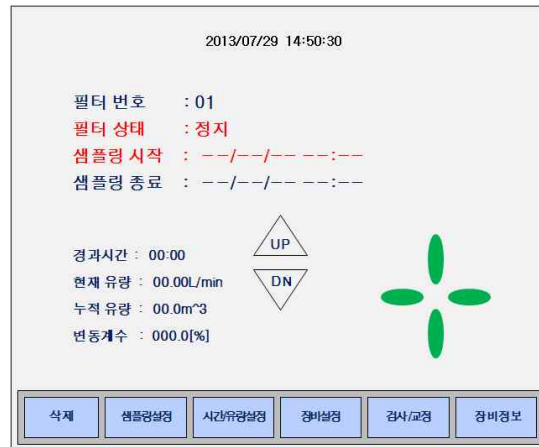 2013/07/29 14:50:30
필터 번호 : 01
필터 상태 : 정지
샘플링 시작 : --/--/-- --:--
샘플링 종료 : --/--/-- --:--
UP
DN
경과시간 : 00:00
현재 유량 : 00.00L/min
누적 유량 : 00.0m^3
변동계수 : 000.0[%]
삭제 샘플링설정 시간/유량설정 장비설정 검사/교정 장비정보